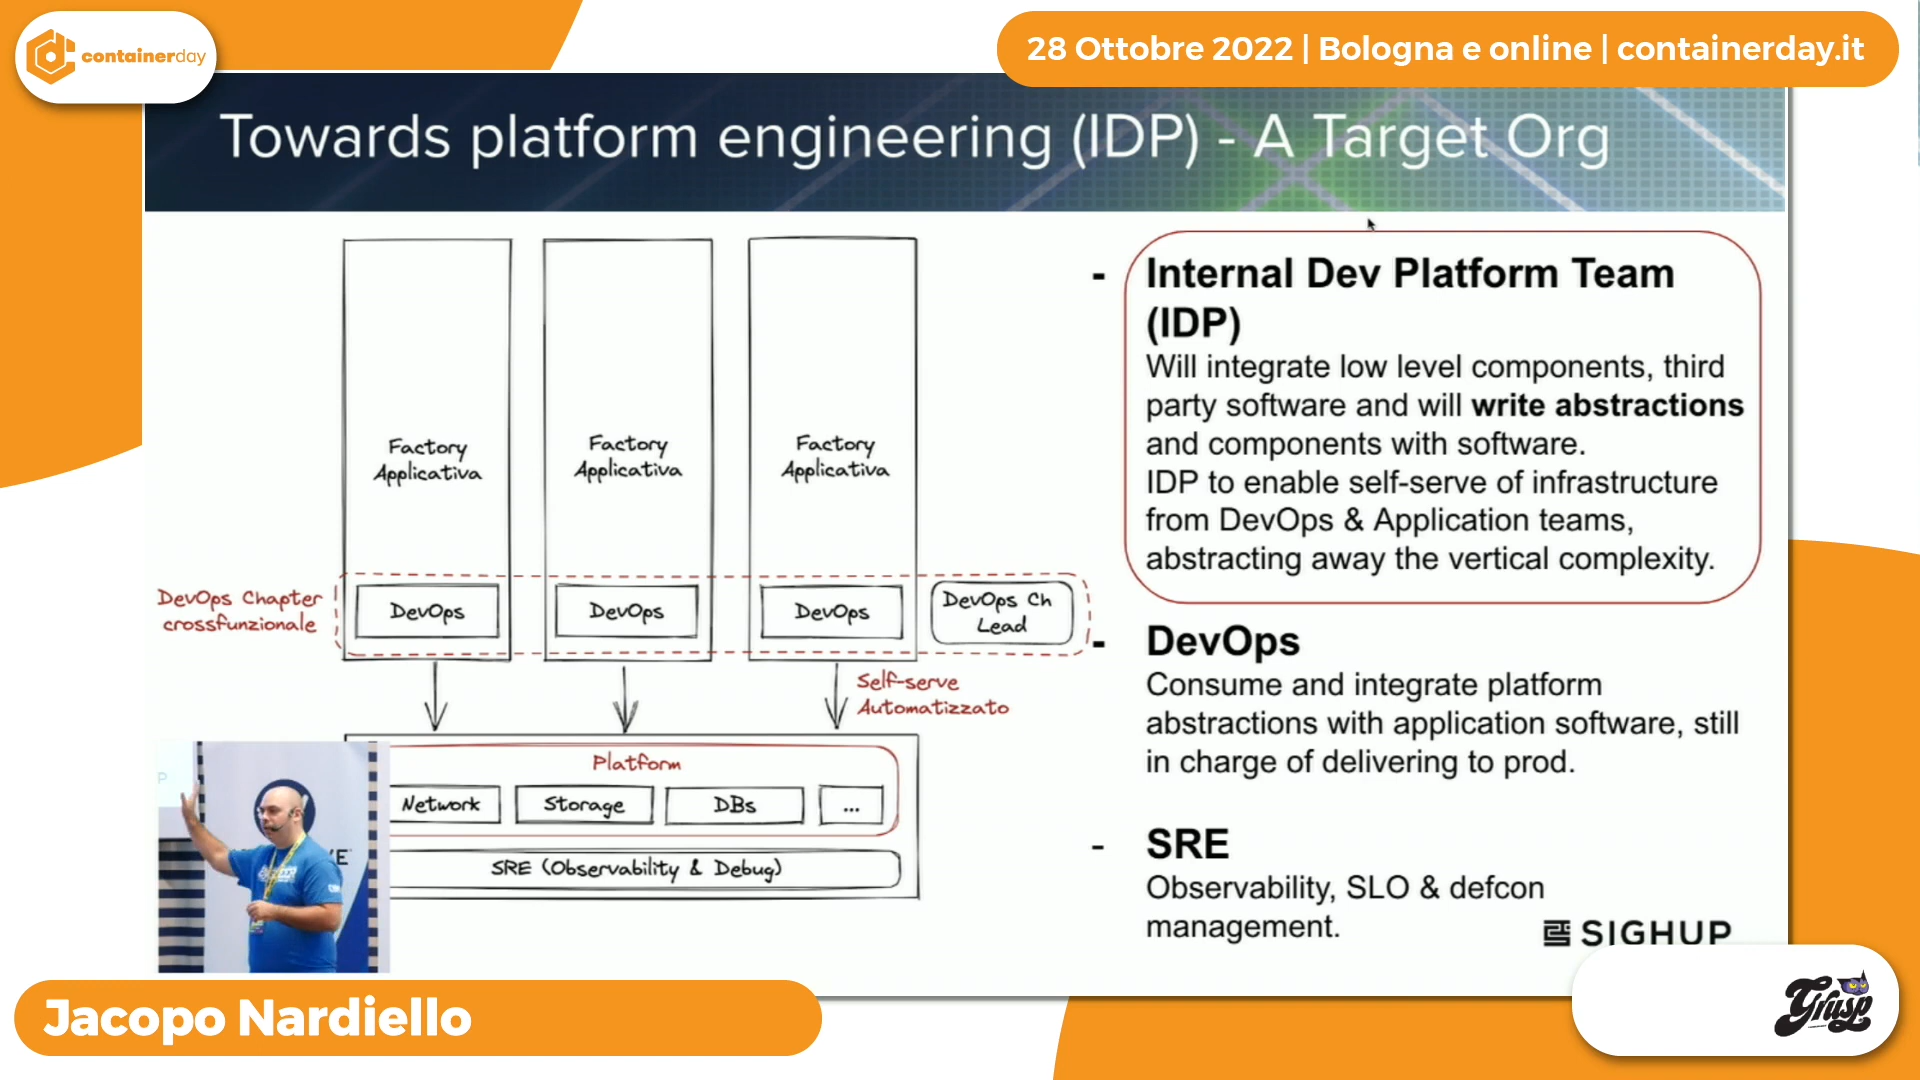 containerday
28 Ottobre 2022 | Bologna e online | containerday.it
Towards platform engineering (IDP) - A Target Org
Factory
Applicativa
Factory
Applicativa
Factory
Applicativa
DevOps Chapter
crossfunzionale
DevOps
DevOps
DevOps
DevOps Ch
Lead
Self-serve
Automatizzato
Platform
Network
Storage
DBs
...
SRE (Observability & Debug)
- Internal Dev Platform Team
(IDP)
Will integrate low level components, third
party software and will write abstractions
and components with software.
IDP to enable self-serve of infrastructure
from DevOps & Application teams,
abstracting away the vertical complexity.
- DevOps
Consume and integrate platform
abstractions with application software, still
in charge of delivering to prod.
- SRE
Observability, SLO & defcon
management.
SIGHUP
Jacopo Nardiello
Grusp